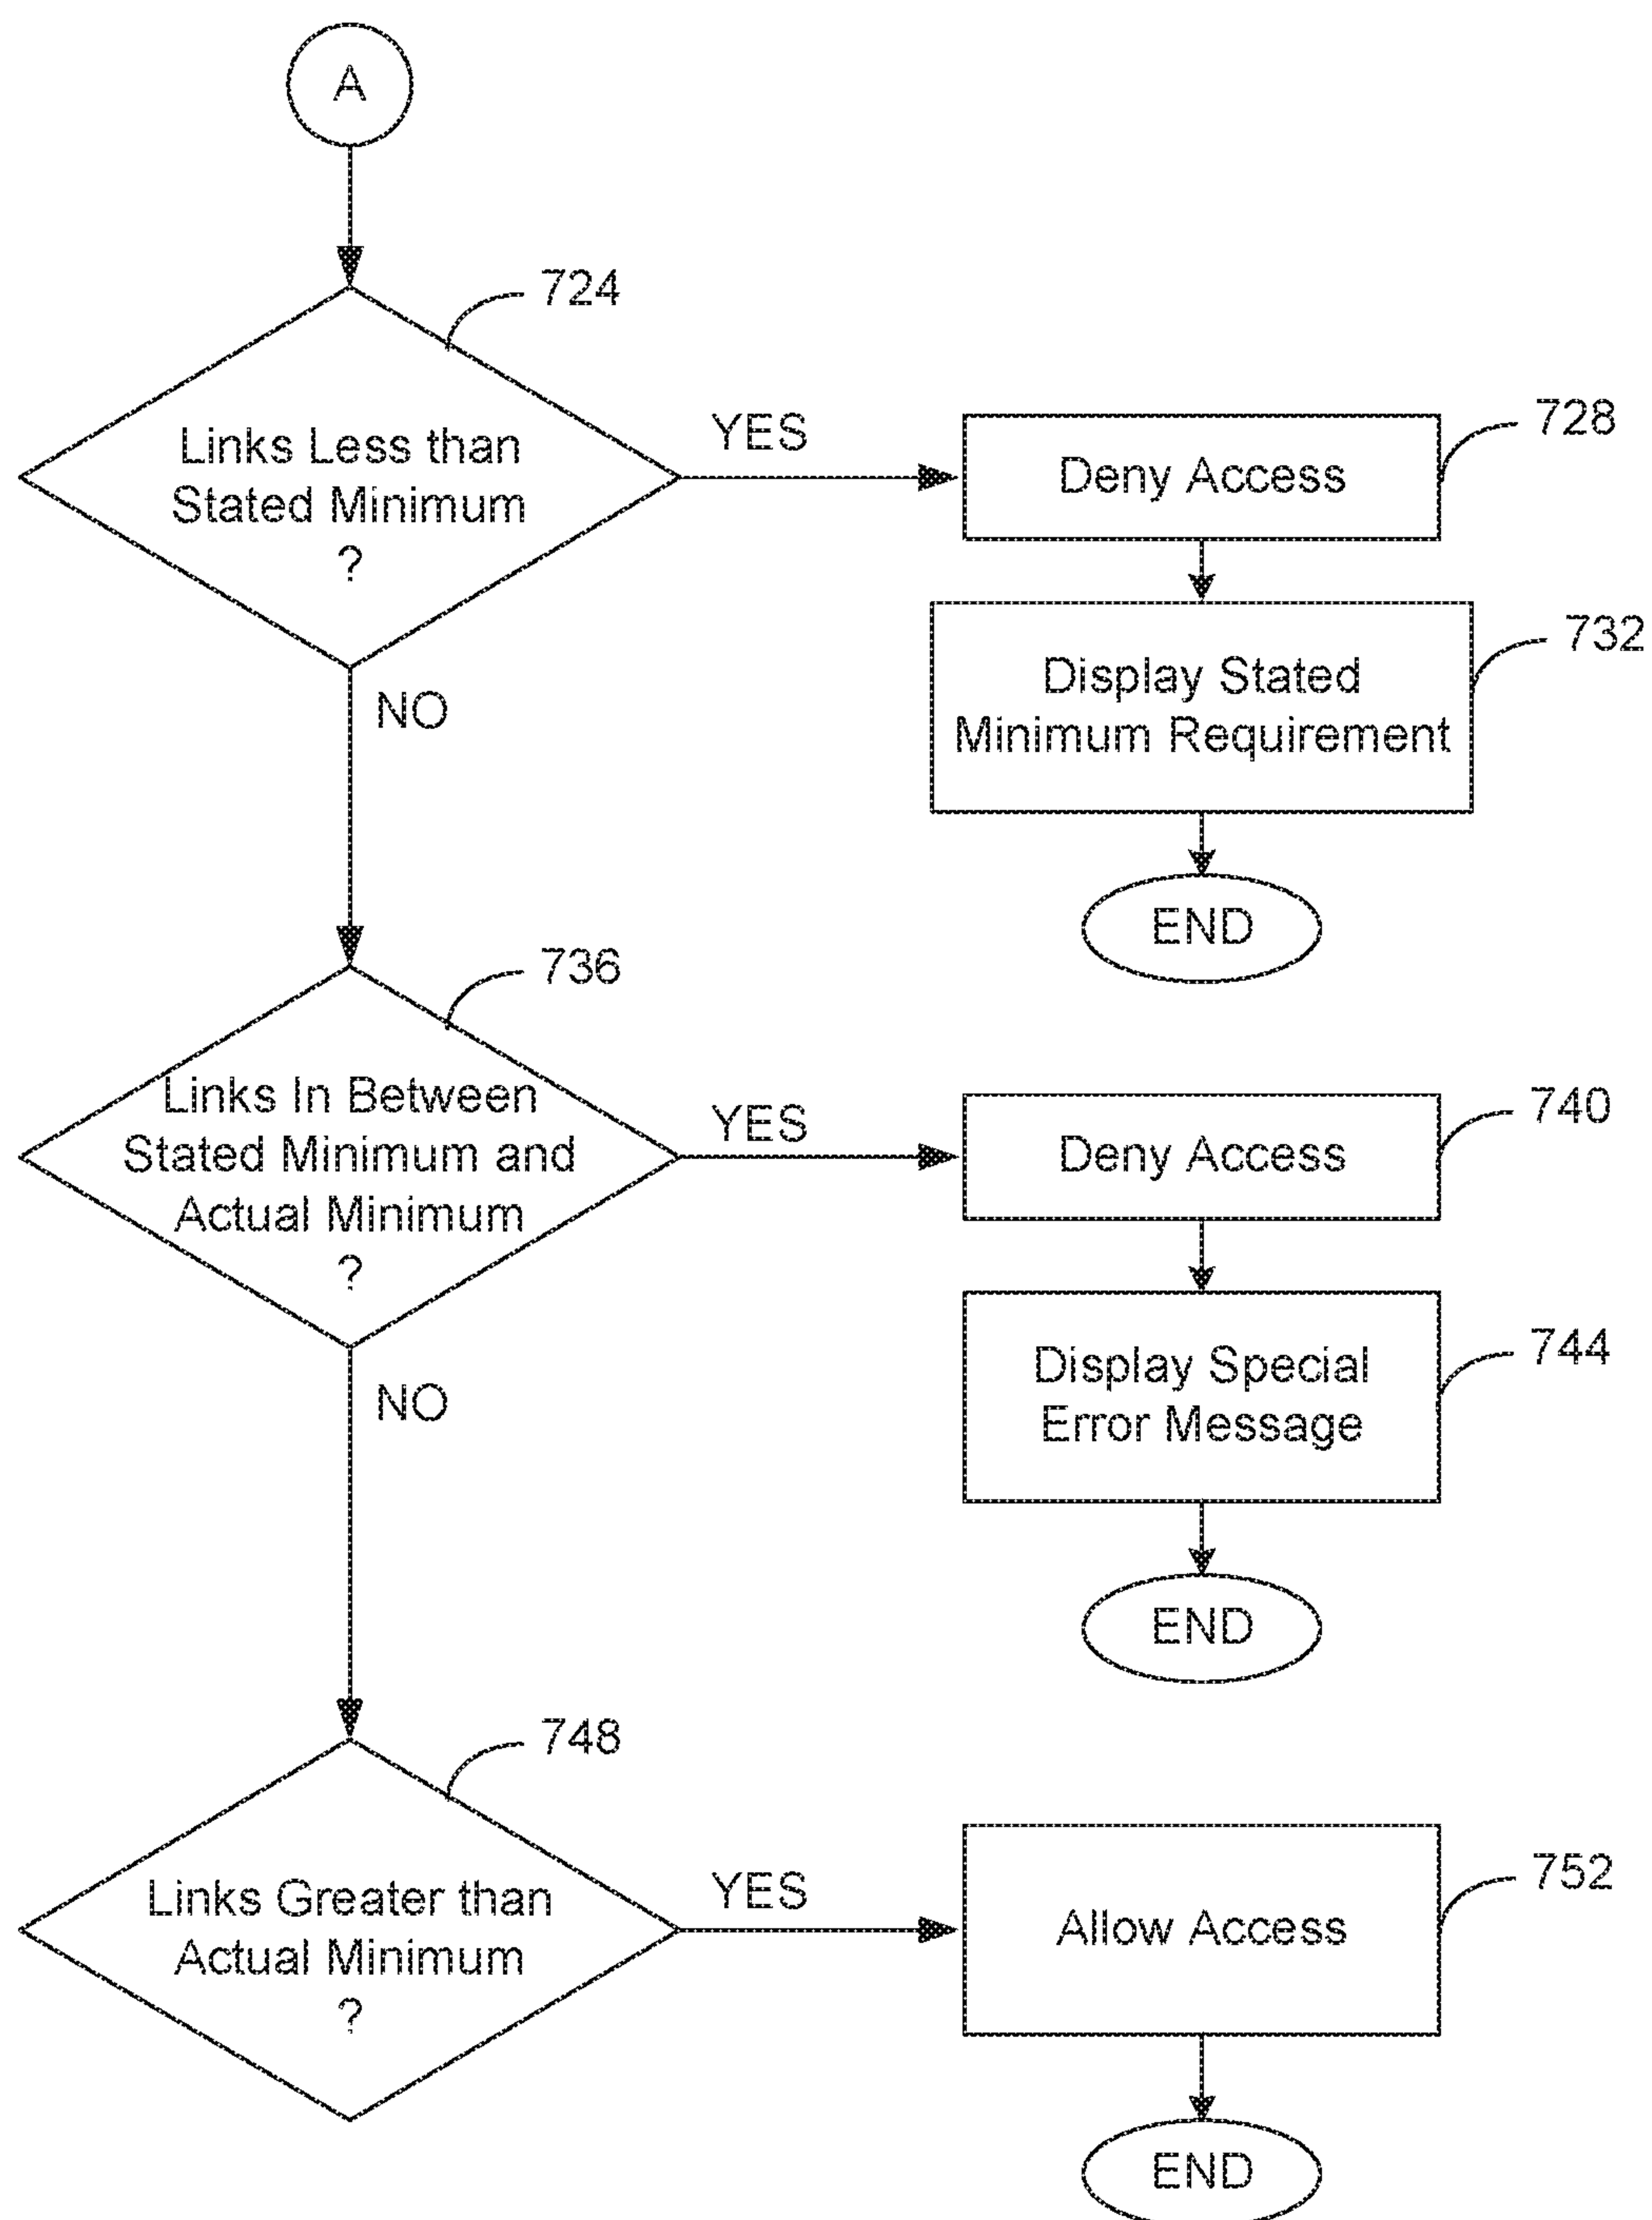 A
724
Links Less than
Stated Minimum
?
YES
Deny Access
728
Display Stated
Minimum Requirement
732
END
NO
736
Links In Between
Stated Minimum and
Actual Minimum
?
YES
Deny Access
740
Display Special
Error Message
744
END
NO
748
Links Greater than
Actual Minimum
?
YES
Allow Access
752
END